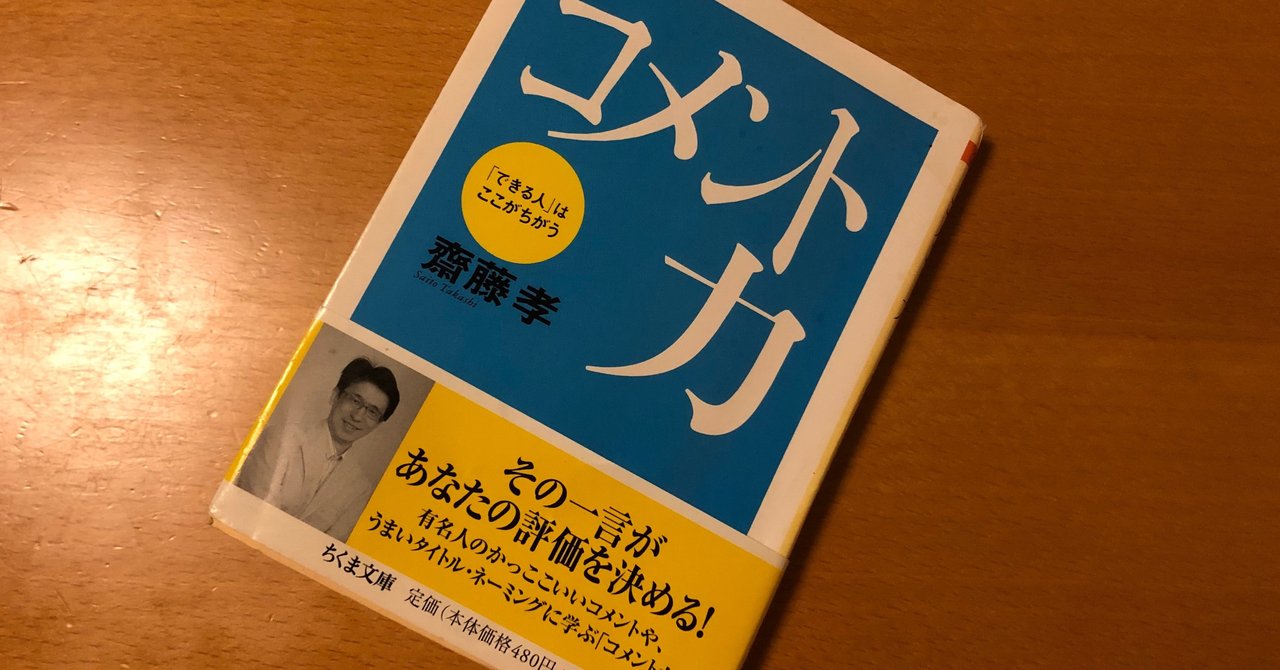 コメント力
「できる人」は
ここがちがう
齋藤孝
Saito Takashi
その一言が
あなたの評価を決める!
有名人のかっこいいコメントや、
うまいタイトル・ネーミングに学ぶ「コメント
ちくま文庫 定価(本体価格480円